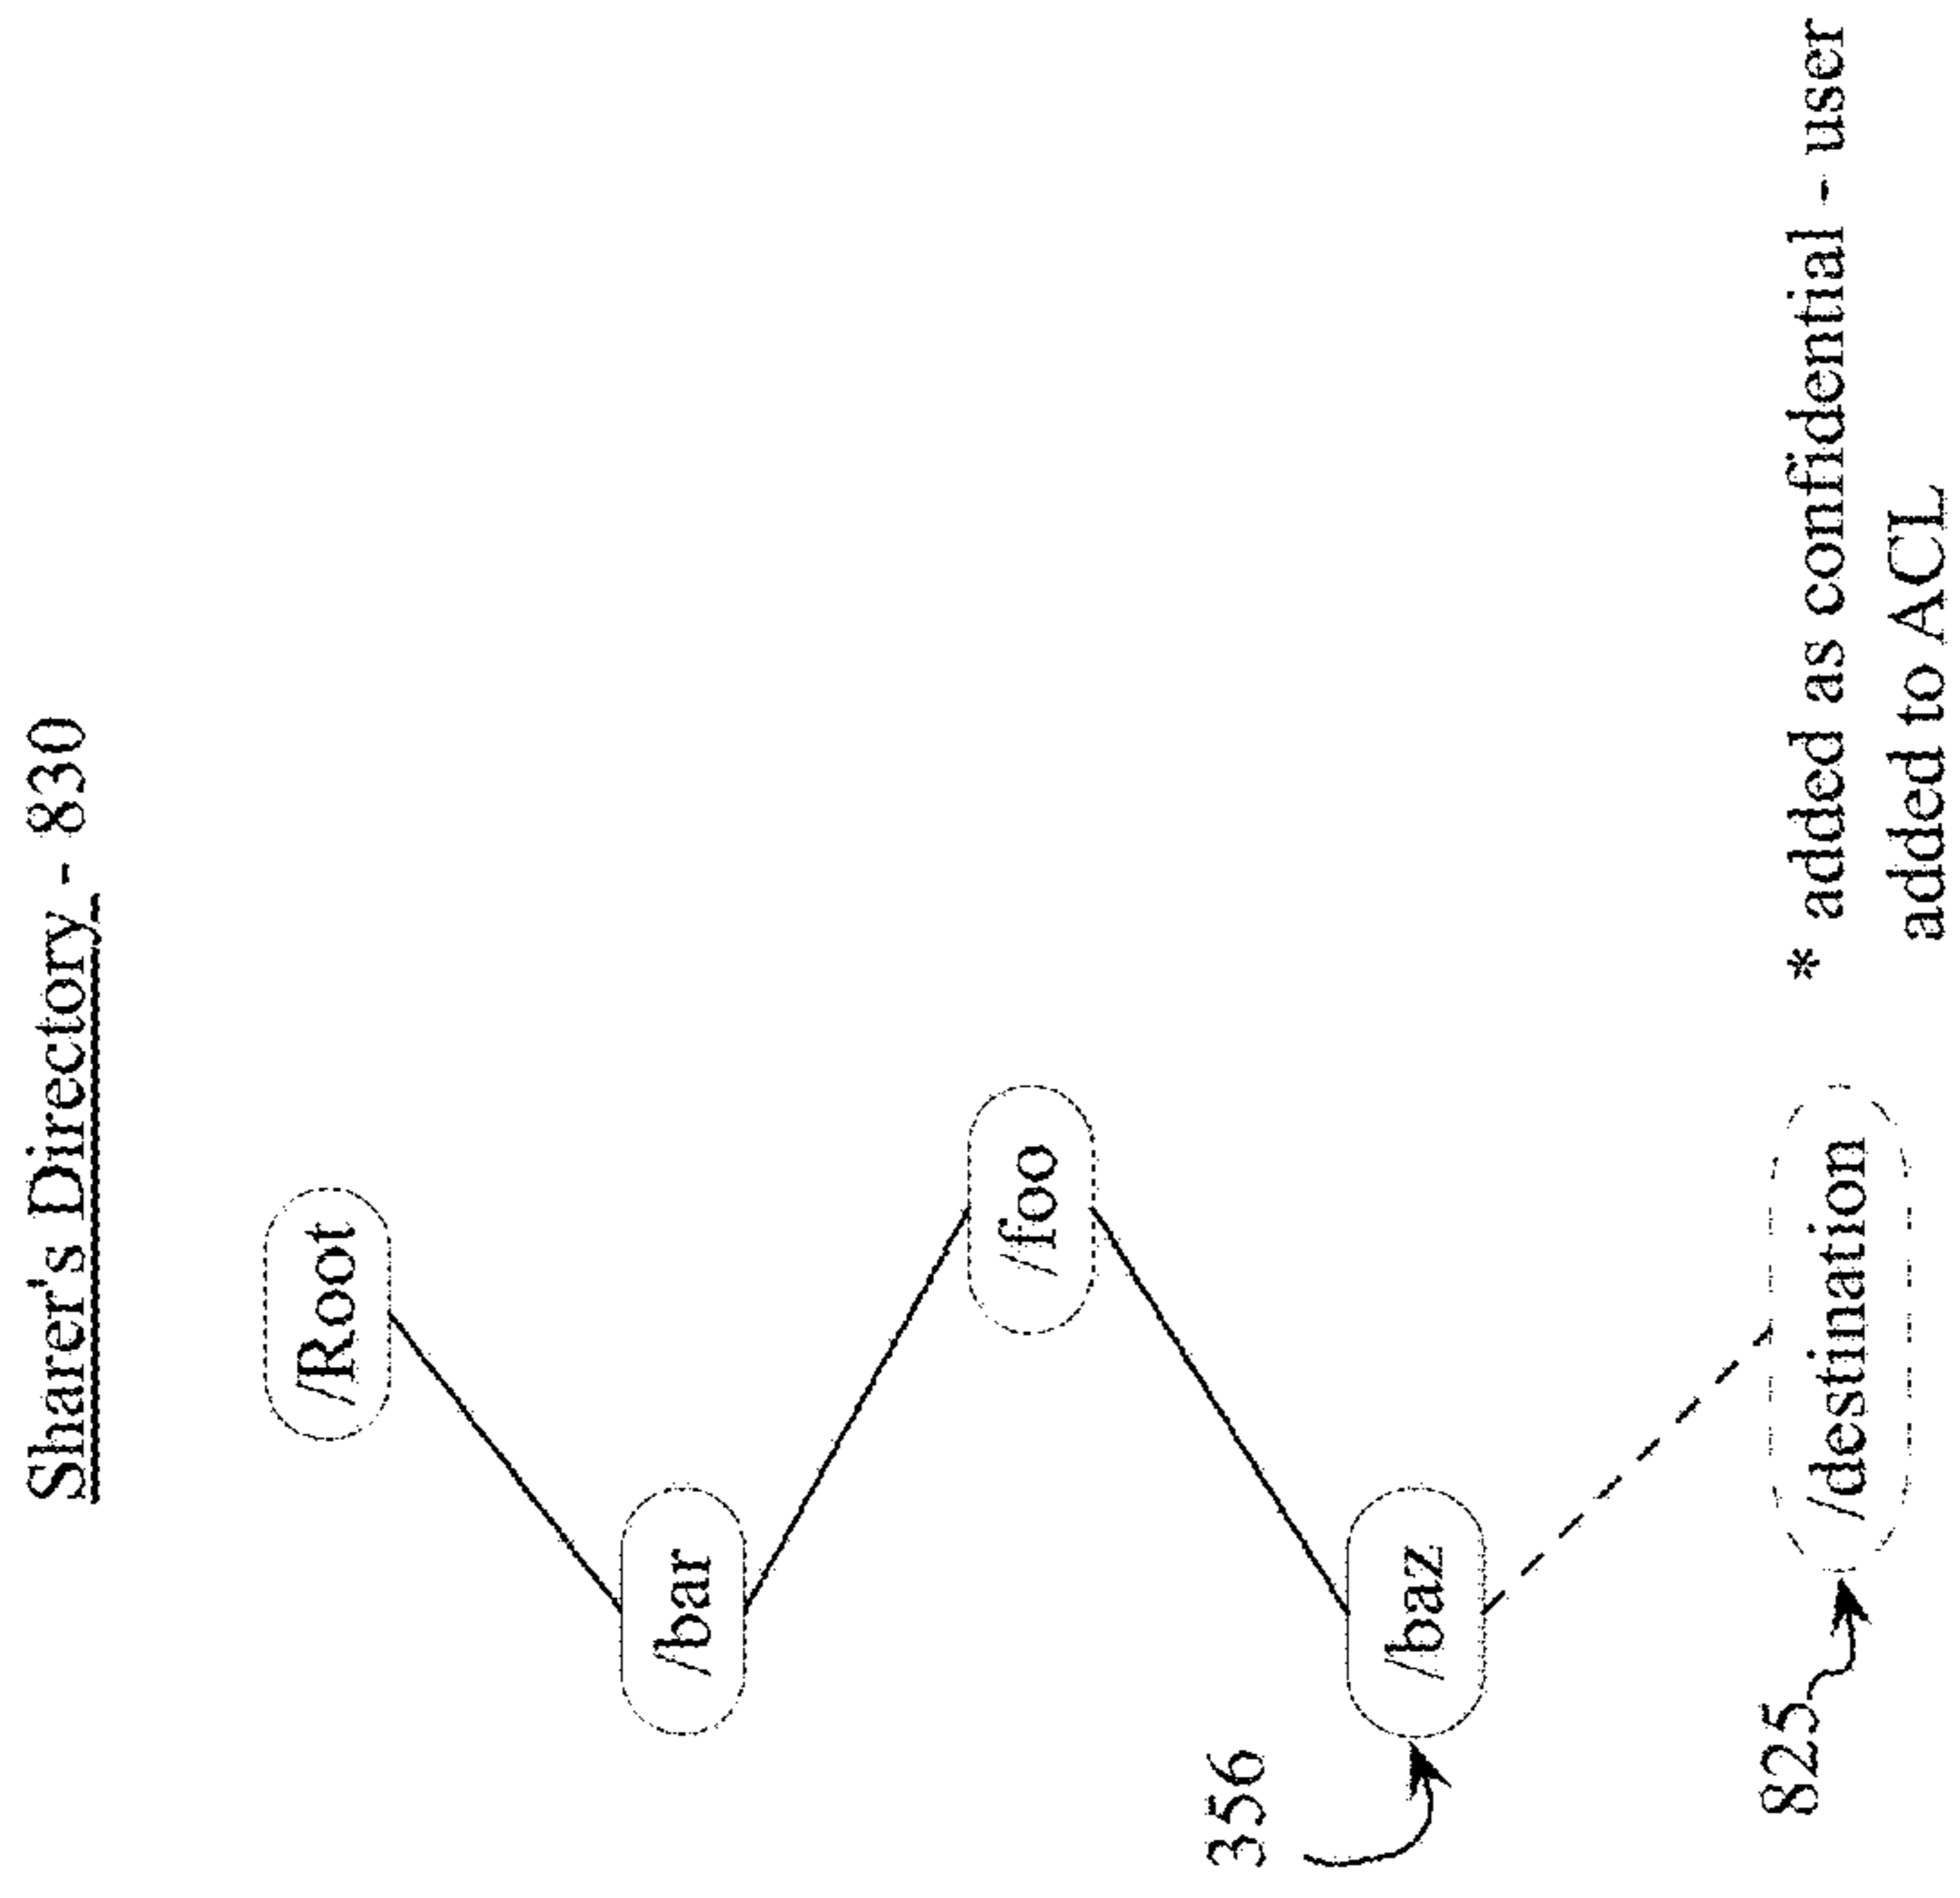 Sharer's Directory - 830
/Root
/bar
/foo
356
/baz
825
/destination
* added as confidential - user
added to ACL